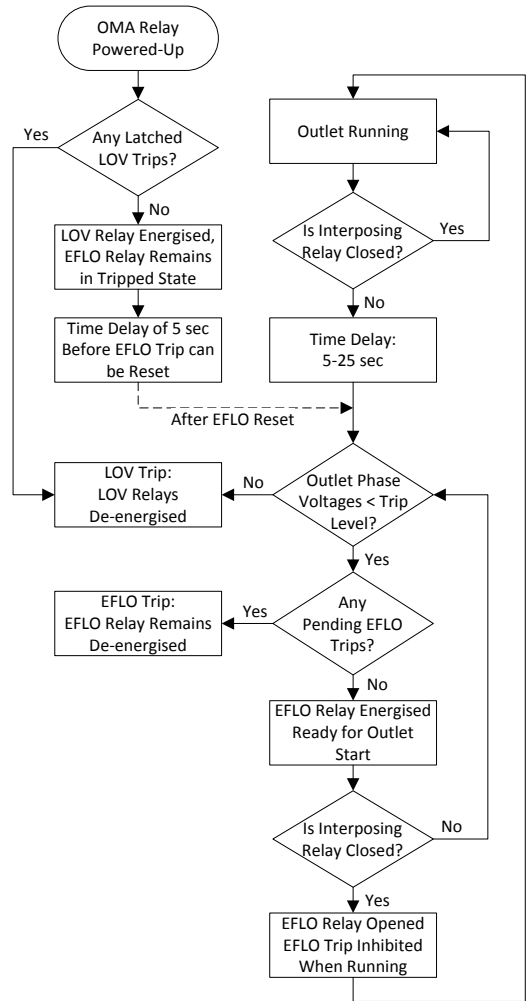 OMA Relay
Powered-Up
Any Latched
LOV Trips?
Yes
No
LOV Relay Energised,
EFLO Relay Remains
in Tripped State
Time Delay of 5 sec
Before EFLO Trip can
be Reset
After EFLO Reset
Outlet Running
Is Interposing
Relay Closed?
Yes
No
Time Delay:
5-25 sec
Outlet Phase
Voltages < Trip
Level?
No
LOV Trip:
LOV Relays
De-energised
Yes
Any
Pending EFLO
Trips?
Yes
EFLO Trip:
EFLO Relay Remains
De-energised
No
EFLO Relay Energised
Ready for Outlet
Start
Is Interposing
Relay Closed?
No
Yes
EFLO Relay Opened
EFLO Trip Inhibited
When Running